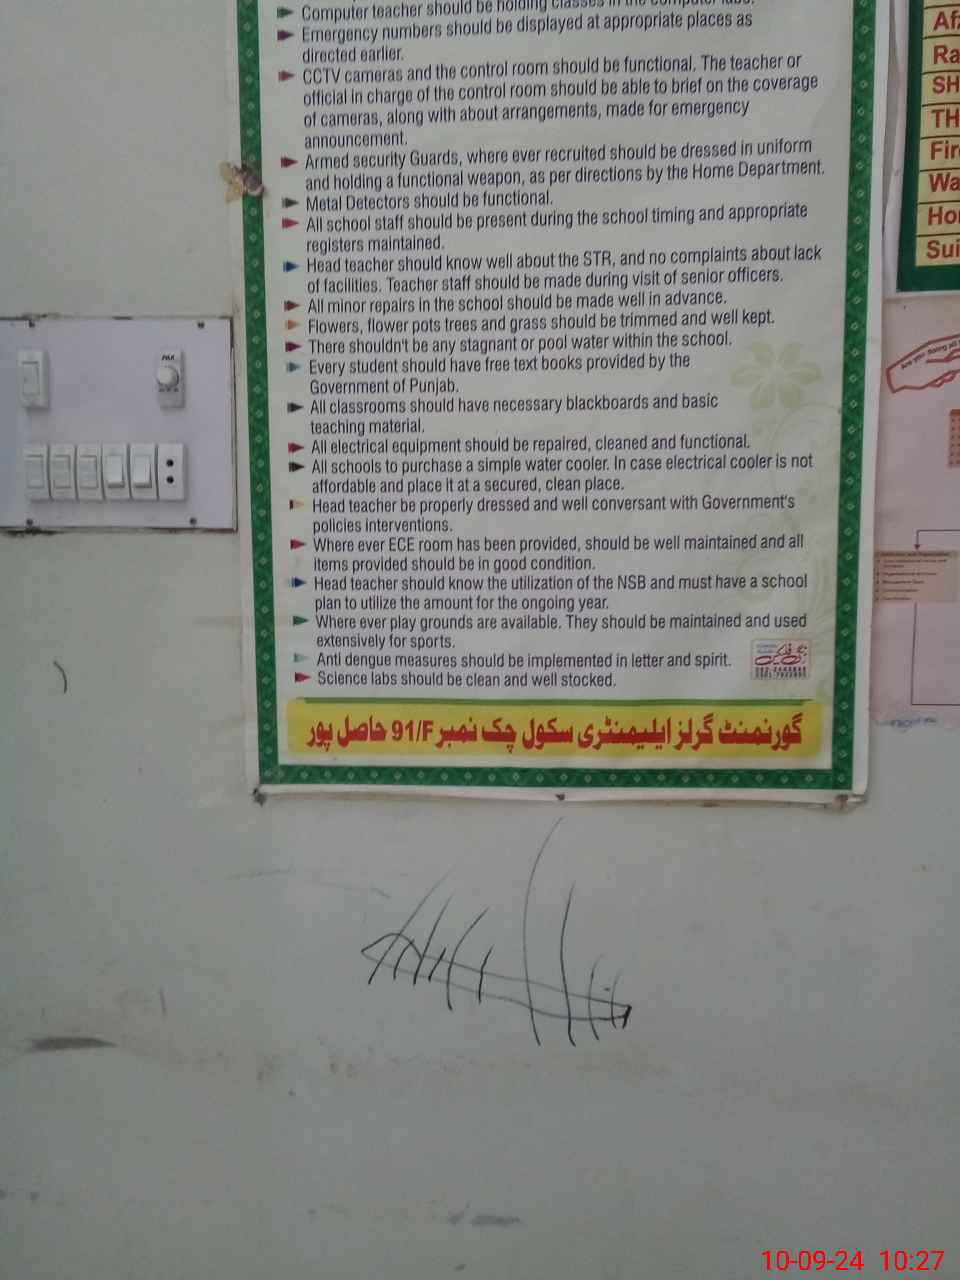 Computer teacher should be holding classes in the computer labs.
Emergency numbers should be displayed at appropriate places as
directed earlier.
CCTV cameras and the control room should be functional. The teacher or
official in charge of the control room should be able to brief on the coverage
of cameras, along with about arrangements, made for emergency
announcement.
Armed security Guards, where ever recruited should be dressed in uniform
and holding a functional weapon, as per directions by the Home Department.
Metal Detectors should be functional.
All school staff should be present during the school timing and appropriate
registers maintained.
Head teacher should know well about the STR, and no complaints about lack
of facilities. Teacher staff should be made during visit of senior officers.
All minor repairs in the school should be made well in advance.
Flowers, flower pots trees and grass should be trimmed and well kept.
There shouldn't be any stagnant or pool water within the school.
Every student should have free text books provided by the
Government of Punjab.
All classrooms should have necessary blackboards and basic
teaching material.
All electrical equipment should be repaired, cleaned and functional.
All schools to purchase a simple water cooler. In case electrical cooler is not
affordable and place it at a secured, clean place.
Head teacher be properly dressed and well conversant with Government's
policies interventions.
Where ever ECE room has been provided, should be well maintained and all
items provided should be in good condition.
Head teacher should know the utilization of the NSB and must have a school
plan to utilize the amount for the ongoing year.
Where ever play grounds are available. They should be maintained and used
extensively for sports.
Anti dengue measures should be implemented in letter and spirit.
Science labs should be clean and well stocked.
گورنمنٹ گرلز ایلیمنٹری سکول چک نمبر 91/F حاصل پور
Af
Ra
SH
TH
Fir
Wa
Ho
Sui
PAK
10-09-24 10:27